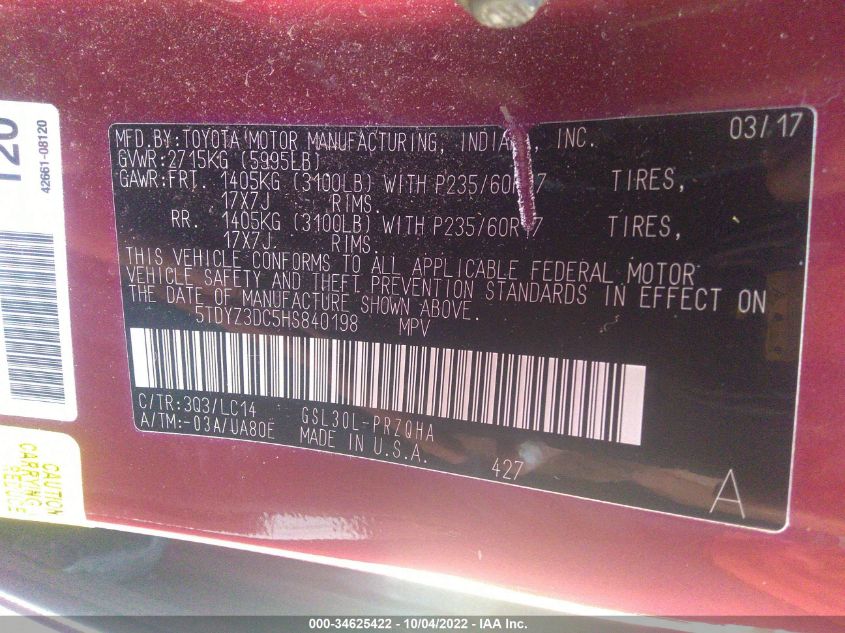 120
42661-08120
MFD.BY:TOYOTA MOTOR MANUFACTURING, INDIANA, INC. 03/17
GVWR:2715KG (5995LB)
GAWR:FRT. 1405KG (3100LB) WITH P235/60R17 TIRES,
17X7J RIMS.
RR. 1405KG (3100LB) WITH P235/60R17 TIRES,
17X7J. RIMS.
THIS VEHICLE CONFORMS TO ALL APPLICABLE FEDERAL MOTOR
VEHICLE SAFETY AND THEFT PREVENTION STANDARDS IN EFFECT ON
THE DATE OF MANUFACTURE SHOWN ABOVE.
5TDYZ3DC5HS840198 MPV
C/TR:3Q3/LC14 GSL30L-PRZQHA
A/TM:-03A/UA80E MADE IN U.S.A.
427
A
CAUTION
CARRYING
000-34625422 - 10/04/2022 - IAA Inc.